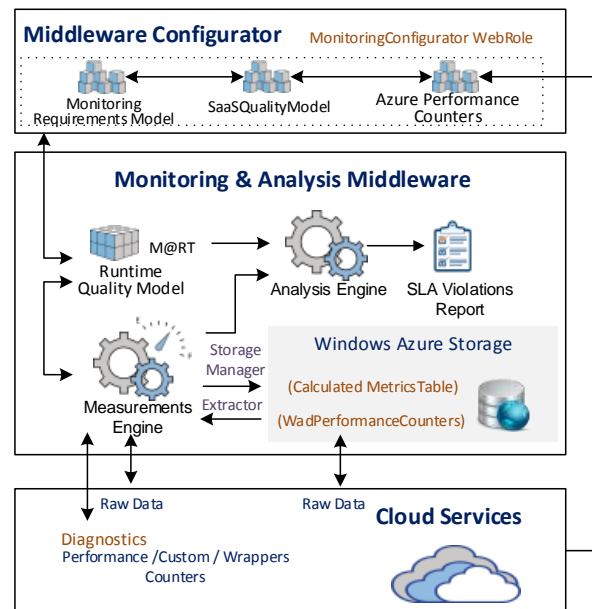 Middleware Configurator
MonitoringConfigurator WebRole
Monitoring
Requirements Model
SaaSQualityModel
Azure Performance
Counters
Monitoring & Analysis Middleware
M@RT
Runtime
Quality Model
Analysis Engine
SLA Violations
Report
Storage
Manager
Windows Azure Storage
(Calculated MetricsTable)
Measurements
Engine
Extractor
(WadPerformanceCounters)
Raw Data
Raw Data
Cloud Services
Diagnostics
Performance /Custom / Wrappers
Counters